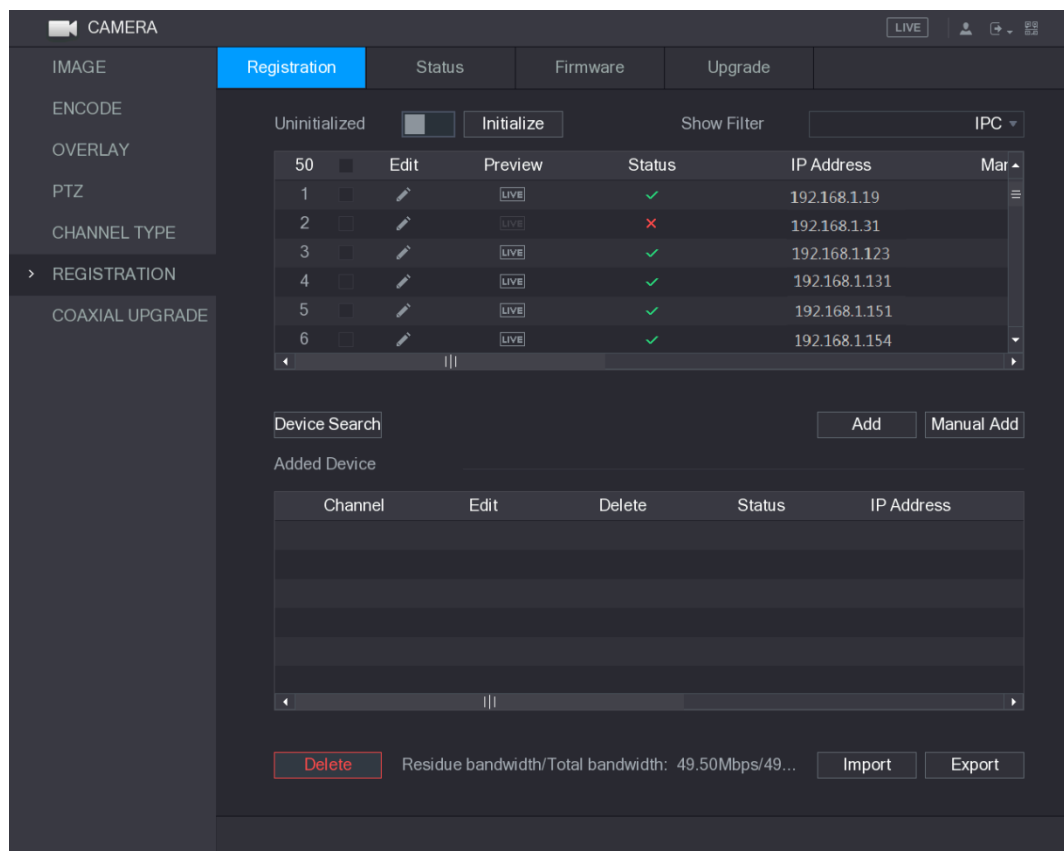 CAMERA LIVE
IMAGE
ENCODE
OVERLAY
PTZ
CHANNEL TYPE
REGISTRATION
COAXIAL UPGRADE
Registration Status Firmware Upgrade
Uninitialized Initialize Show Filter IPC
50 Edit Preview Status IP Address Mar
1 LIVE 192.168.1.19
2 LIVE 192.168.1.31
3 LIVE 192.168.1.123
4 LIVE 192.168.1.131
5 LIVE 192.168.1.151
6 LIVE 192.168.1.154
Device Search Add Manual Add
Added Device
Channel Edit Delete Status IP Address
Delete Residue bandwidth/Total bandwidth: 49.50Mbps/49... Import Export